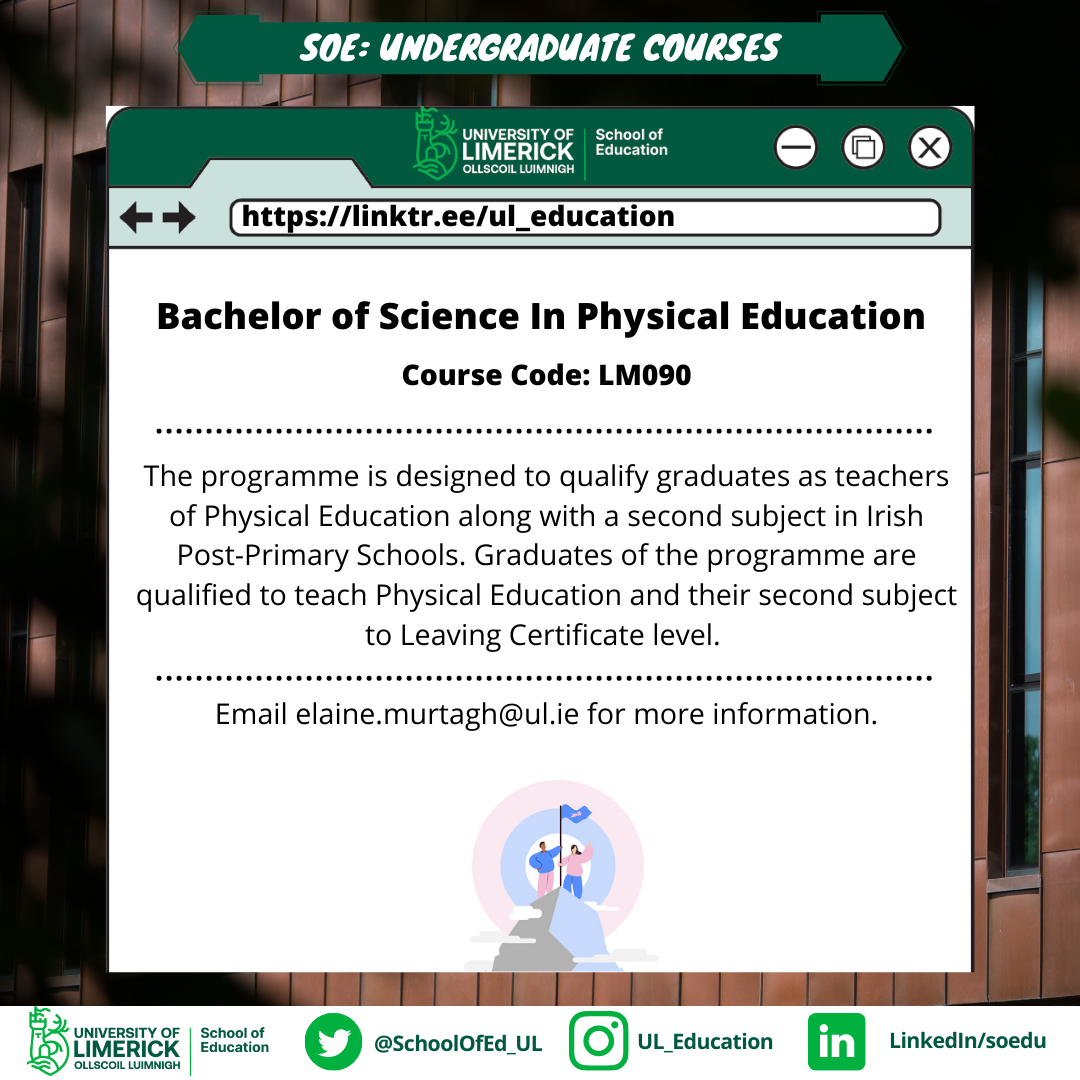 SOE: UNDERGRADUATE COURSES
UNIVERSITY OF
LIMERICK
OLLSCOIL LUIMNIGH
School of
Education
https://linktr.ee/ul_education
Bachelor of Science In Physical Education
Course Code: LM090
The programme is designed to qualify graduates as teachers
of Physical Education along with a second subject in Irish
Post-Primary Schools. Graduates of the programme are
qualified to teach Physical Education and their second subject
to Leaving Certificate level.
Email elaine.murtagh@ul.ie for more information.
UNIVERSITY OF
LIMERICK
OLLSCOIL LUIMNIGH
School of
Education
@SchoolOfEd_UL
UL_Education
in
LinkedIn/soedu